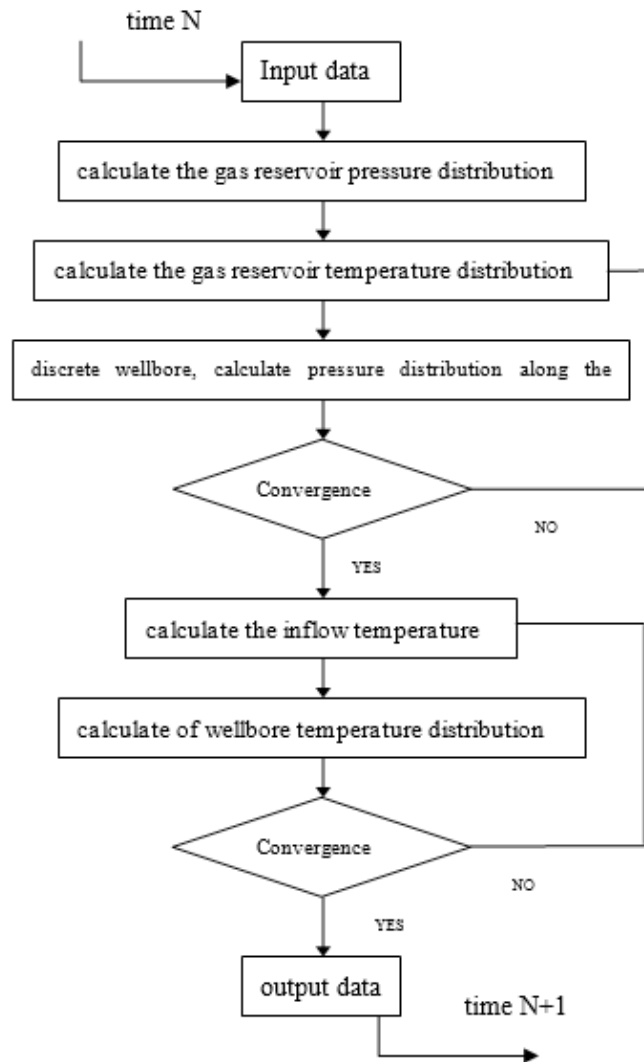 time N
Input data
calculate the gas reservoir pressure distribution
calculate the gas reservoir temperature distribution
discrete wellbore, calculate pressure distribution along the
Convergence
NO
YES
calculate the inflow temperature
calculate of wellbore temperature distribution
Convergence
NO
YES
output data
time N+1